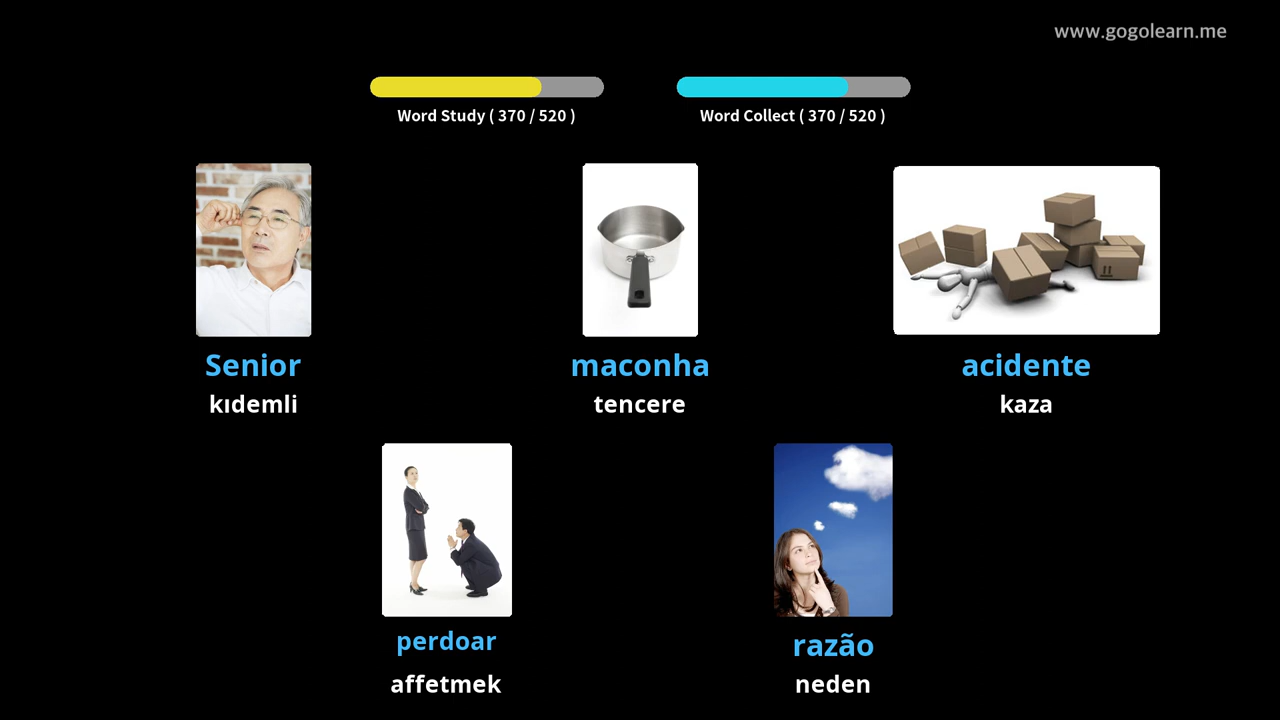 www.gogolearn.me
Word Study ( 370 / 520 )
Word Collect ( 370 / 520 )
Senior
kıdemli
maconha
tencere
acidente
kaza
perdoar
affetmek
razão
neden